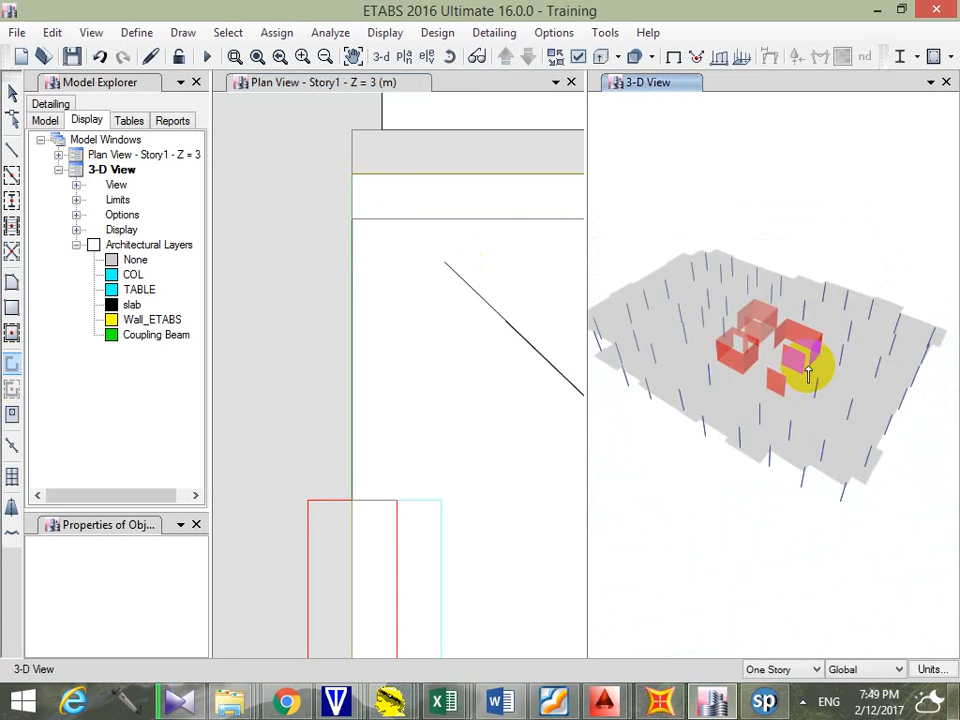 ETABS 2016 Ultimate 16.0.0 - Training
File Edit View Define Draw Select Assign Analyze Display Design Detailing Options Tools Help
3-d plan elev nd
Model Explorer
Plan View - Story1 - Z = 3 (m)
3-D View
Detailing
Model Display Tables Reports
Model Windows
Plan View - Story1 - Z = 3
3-D View
View
Limits
Options
Display
Architectural Layers
None
COL
TABLE
slab
Wall_ETABS
Coupling Beam
Properties of Obj...
3-D View
One Story
Global
Units...
ENG
7:49 PM
2/12/2017